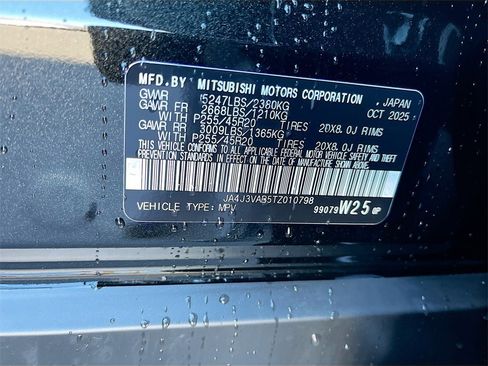 MFD.BY MITSUBISHI MOTORS CORPORATION, JAPAN
GVWR 5247LBS/2360KG OCT 2025
GAWR FR 2668LBS/1210KG
WITH P255/45R20 TIRES 20X8.0J RIMS
GAWR RR 3009LBS/1365KG
WITH P255/45R20 TIRES 20X8.0J RIMS
THIS VEHICLE CONFORMS TO ALL APPLICABLE FEDERAL MOTOR VEHICLE SAFETY, BUMPER, AND THEFT
PREVENTION STANDARDS IN EFFECT ON THE DATE OF MANUFACTURE SHOWN ABOVE.
JA4J3VAB5TZ010798
VEHICLE TYPE: MPV 99079 W25